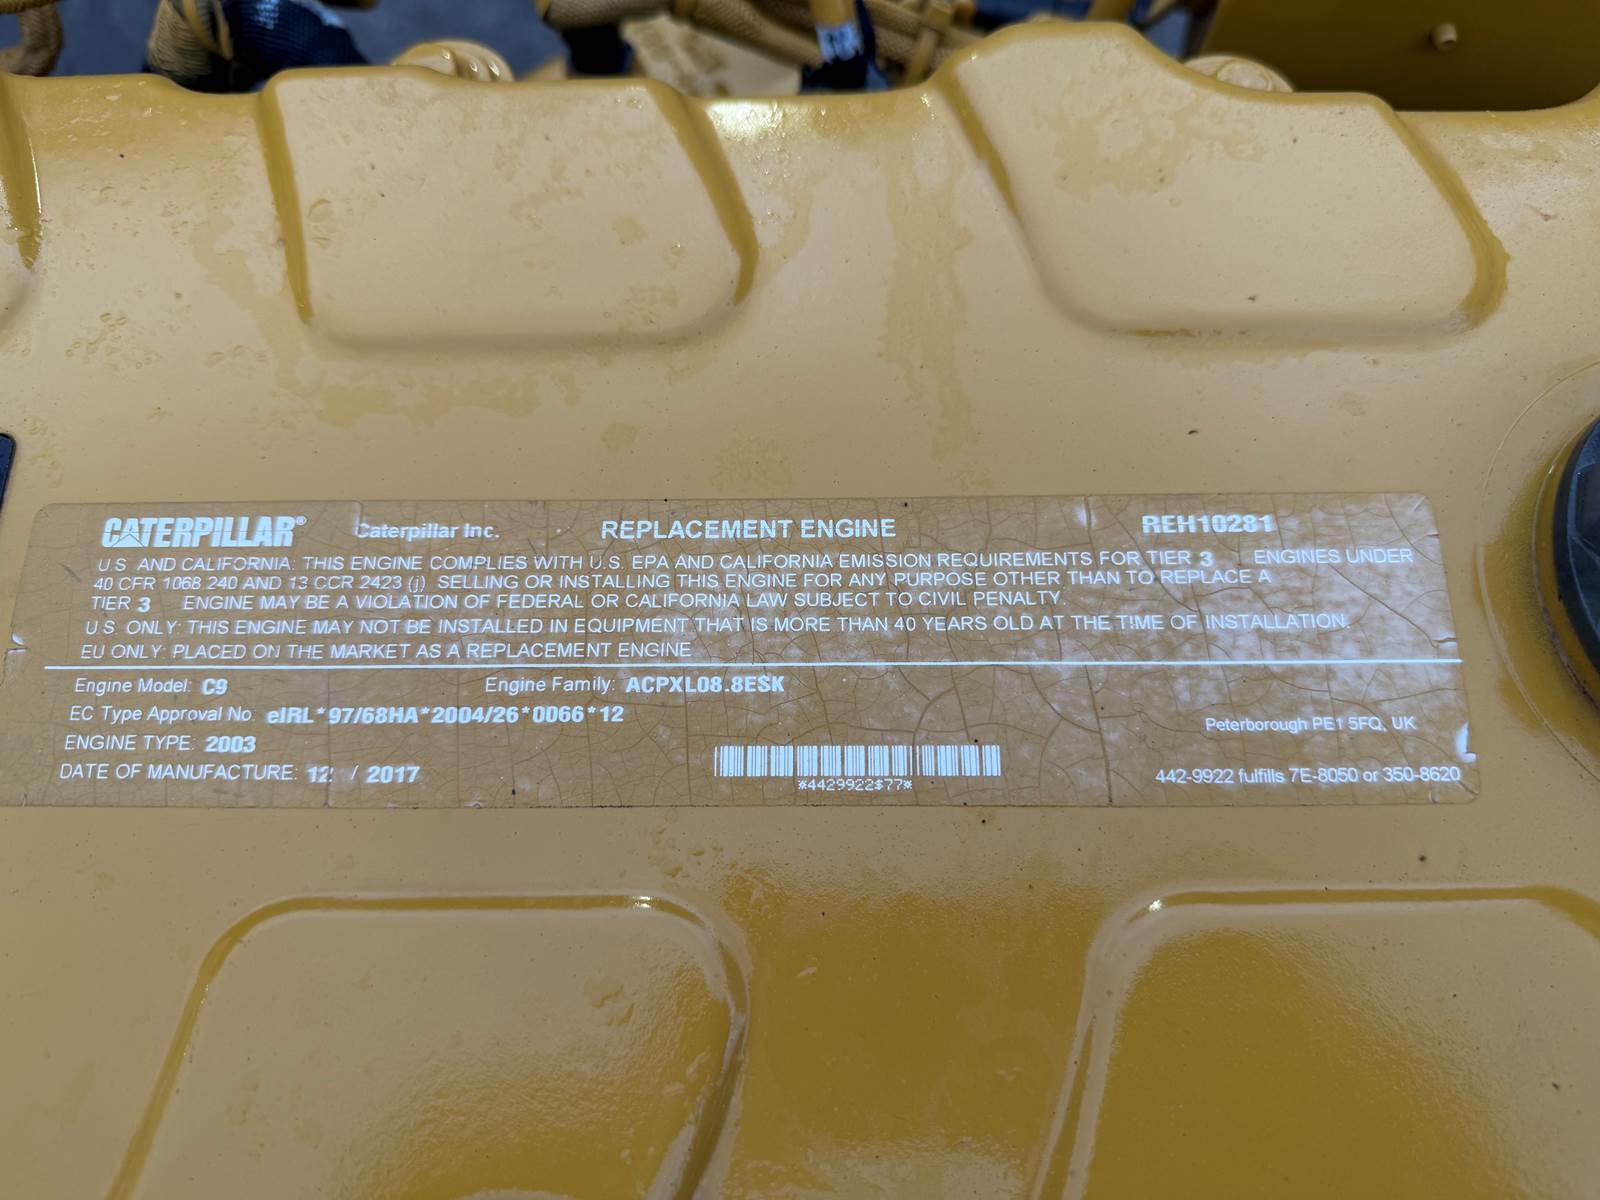 CATERPILLAR® Caterpillar Inc. REPLACEMENT ENGINE REH10281
U.S. AND CALIFORNIA: THIS ENGINE COMPLIES WITH U.S. EPA AND CALIFORNIA EMISSION REQUIREMENTS FOR TIER 3 ENGINES UNDER
40 CFR 1068 240 AND 13 CCR 2423 (j) SELLING OR INSTALLING THIS ENGINE FOR ANY PURPOSE OTHER THAN TO REPLACE A
TIER 3 ENGINE MAY BE A VIOLATION OF FEDERAL OR CALIFORNIA LAW SUBJECT TO CIVIL PENALTY.
U.S. ONLY: THIS ENGINE MAY NOT BE INSTALLED IN EQUIPMENT THAT IS MORE THAN 40 YEARS OLD AT THE TIME OF INSTALLATION.
EU ONLY: PLACED ON THE MARKET AS A REPLACEMENT ENGINE
Engine Model: C9 Engine Family: ACPXL08.8ESK
EC Type Approval No: eIRL*97/68HA*2004/26*0066*12
Peterborough PE1 5FQ, UK
ENGINE TYPE: 2003
DATE OF MANUFACTURE: 12 / 2017
*4429922$77*
442-9922 fulfills 7E-8050 or 350-8620